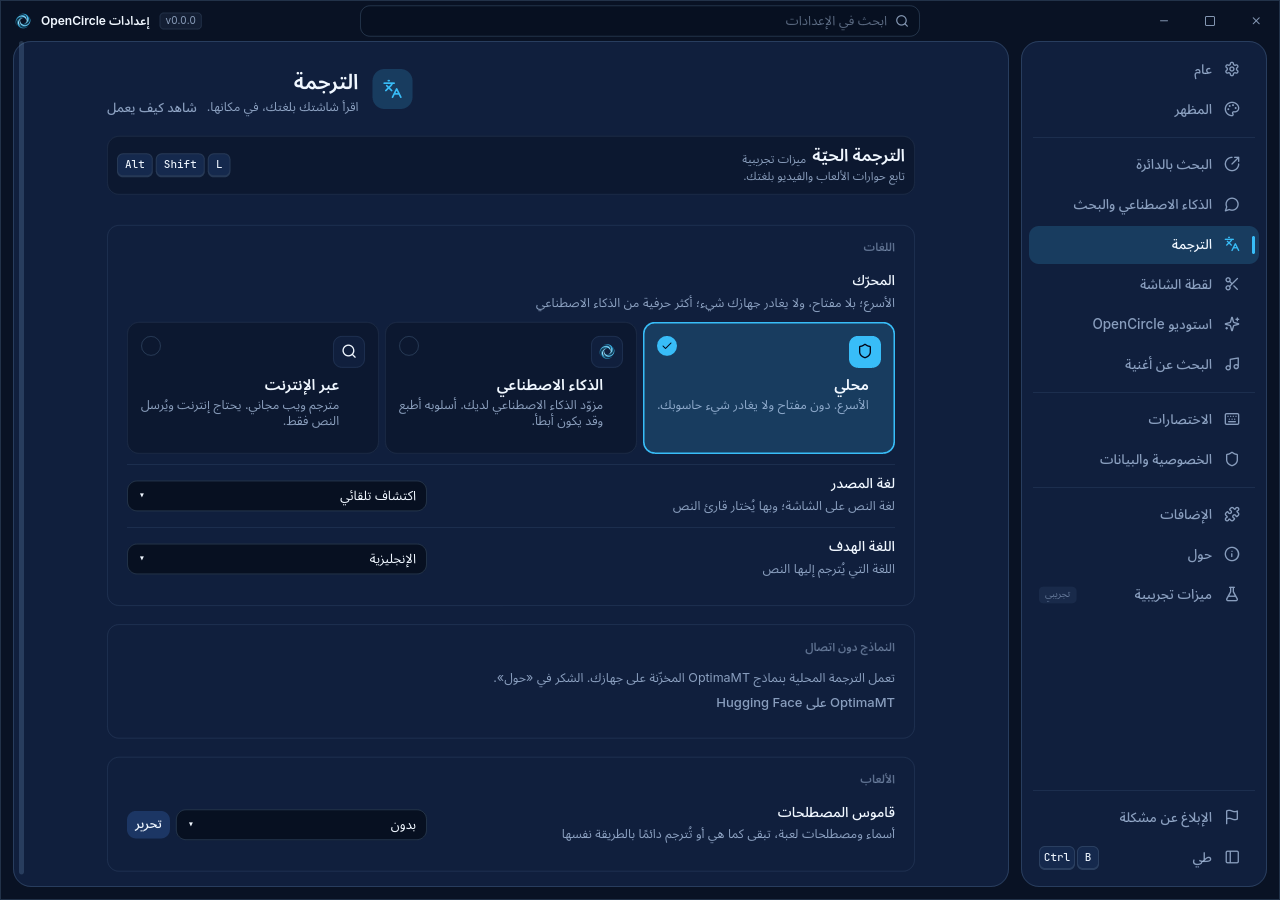 إعدادات OpenCircle
v0.0.0
ابحث في الإعدادات
عام
المظهر
البحث بالدائرة
الذكاء الاصطناعي والبحث
الترجمة
لقطة الشاشة
استوديو OpenCircle
البحث عن أغنية
الاختصارات
الخصوصية والبيانات
الإضافات
حول
ميزات تجريبية
تجريبي
الإبلاغ عن مشكلة
طي
Ctrl B
الترجمة
اقرأ شاشتك بلغتك، في مكانها. شاهد كيف يعمل
الترجمة الحيّة ميزات تجريبية
تابع حوارات الألعاب والفيديو بلغتك.
Alt Shift L
اللغات
المحرّك
الأسرع؛ بلا مفتاح، ولا يغادر جهازك شيء؛ أكثر حرفية من الذكاء الاصطناعي
محلي
الأسرع. دون مفتاح ولا يغادر شيء حاسوبك.
الذكاء الاصطناعي
مزوّد الذكاء الاصطناعي لديك. أسلوبه أطبع
وقد يكون أبطأ.
عبر الإنترنت
مترجم ويب مجاني. يحتاج إنترنت ويُرسل
النص فقط.
لغة المصدر
لغة النص على الشاشة؛ وبها يُختار قارئ النص
اكتشاف تلقائي
اللغة الهدف
اللغة التي يُترجم إليها النص
الإنجليزية
النماذج دون اتصال
تعمل الترجمة المحلية بنماذج OptimaMT المخزّنة على جهازك. الشكر في «حول».
OptimaMT على Hugging Face
الألعاب
قاموس المصطلحات
أسماء ومصطلحات لعبة، تبقى كما هي أو تُترجم دائمًا بالطريقة نفسها
بدون
تحرير